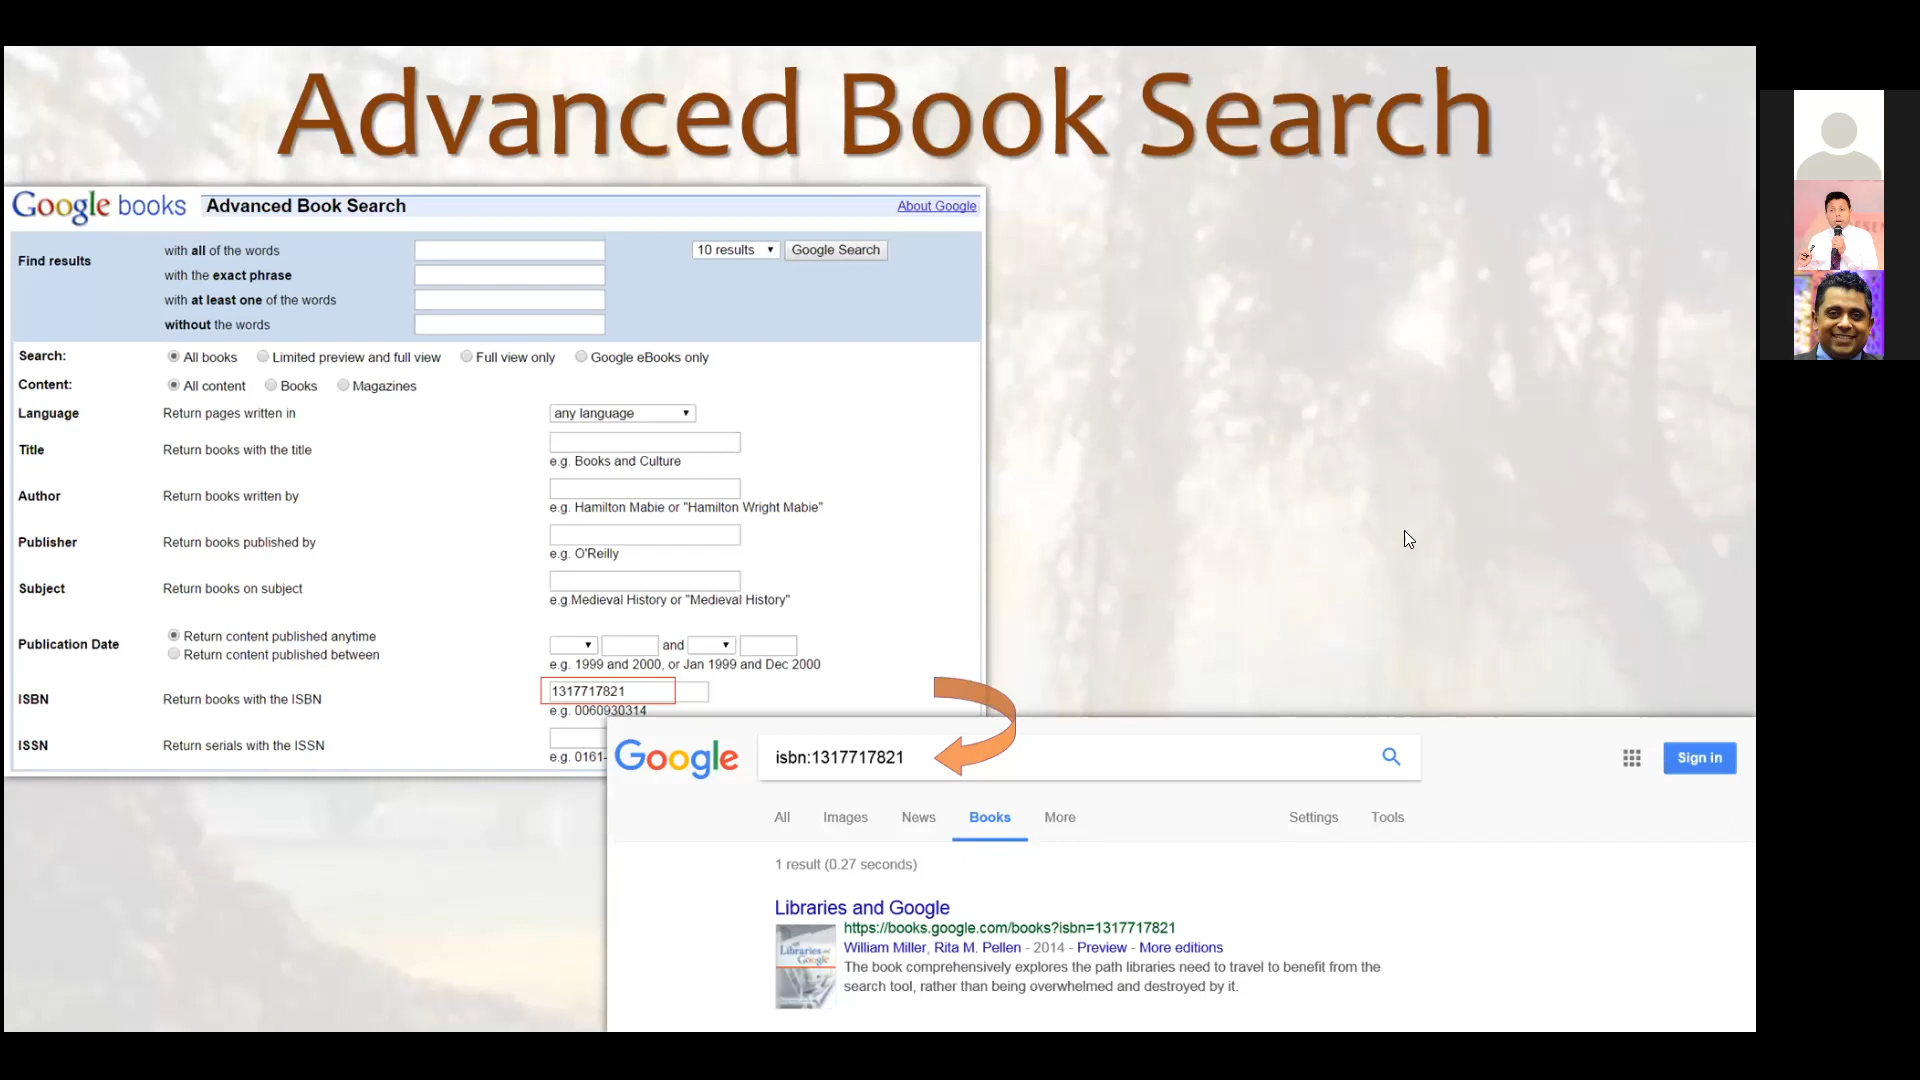 Advanced Book Search
Google books Advanced Book Search About Google
Find results
with all of the words 10 results Google Search
with the exact phrase
with at least one of the words
without the words
Search: All books Limited preview and full view Full view only Google eBooks only
Content: All content Books Magazines
Language Return pages written in any language
Title Return books with the title
e.g. Books and Culture
Author Return books written by
e.g. Hamilton Mabie or "Hamilton Wright Mabie"
Publisher Return books published by
e.g. O'Reilly
Subject Return books on subject
e.g.Medieval History or "Medieval History"
Publication Date Return content published anytime
Return content published between
and
e.g. 1999 and 2000, or Jan 1999 and Dec 2000
ISBN Return books with the ISBN 1317717821
e.g. 0060930314
ISSN Return serials with the ISSN
e.g. 0161-
Google isbn:1317717821 Sign in
All Images News Books More Settings Tools
1 result (0.27 seconds)
Libraries and Google
https://books.google.com/books?isbn=1317717821
William Miller, Rita M. Pellen - 2014 - Preview - More editions
The book comprehensively explores the path libraries need to travel to benefit from the
search tool, rather than being overwhelmed and destroyed by it.
Libraries and
Google